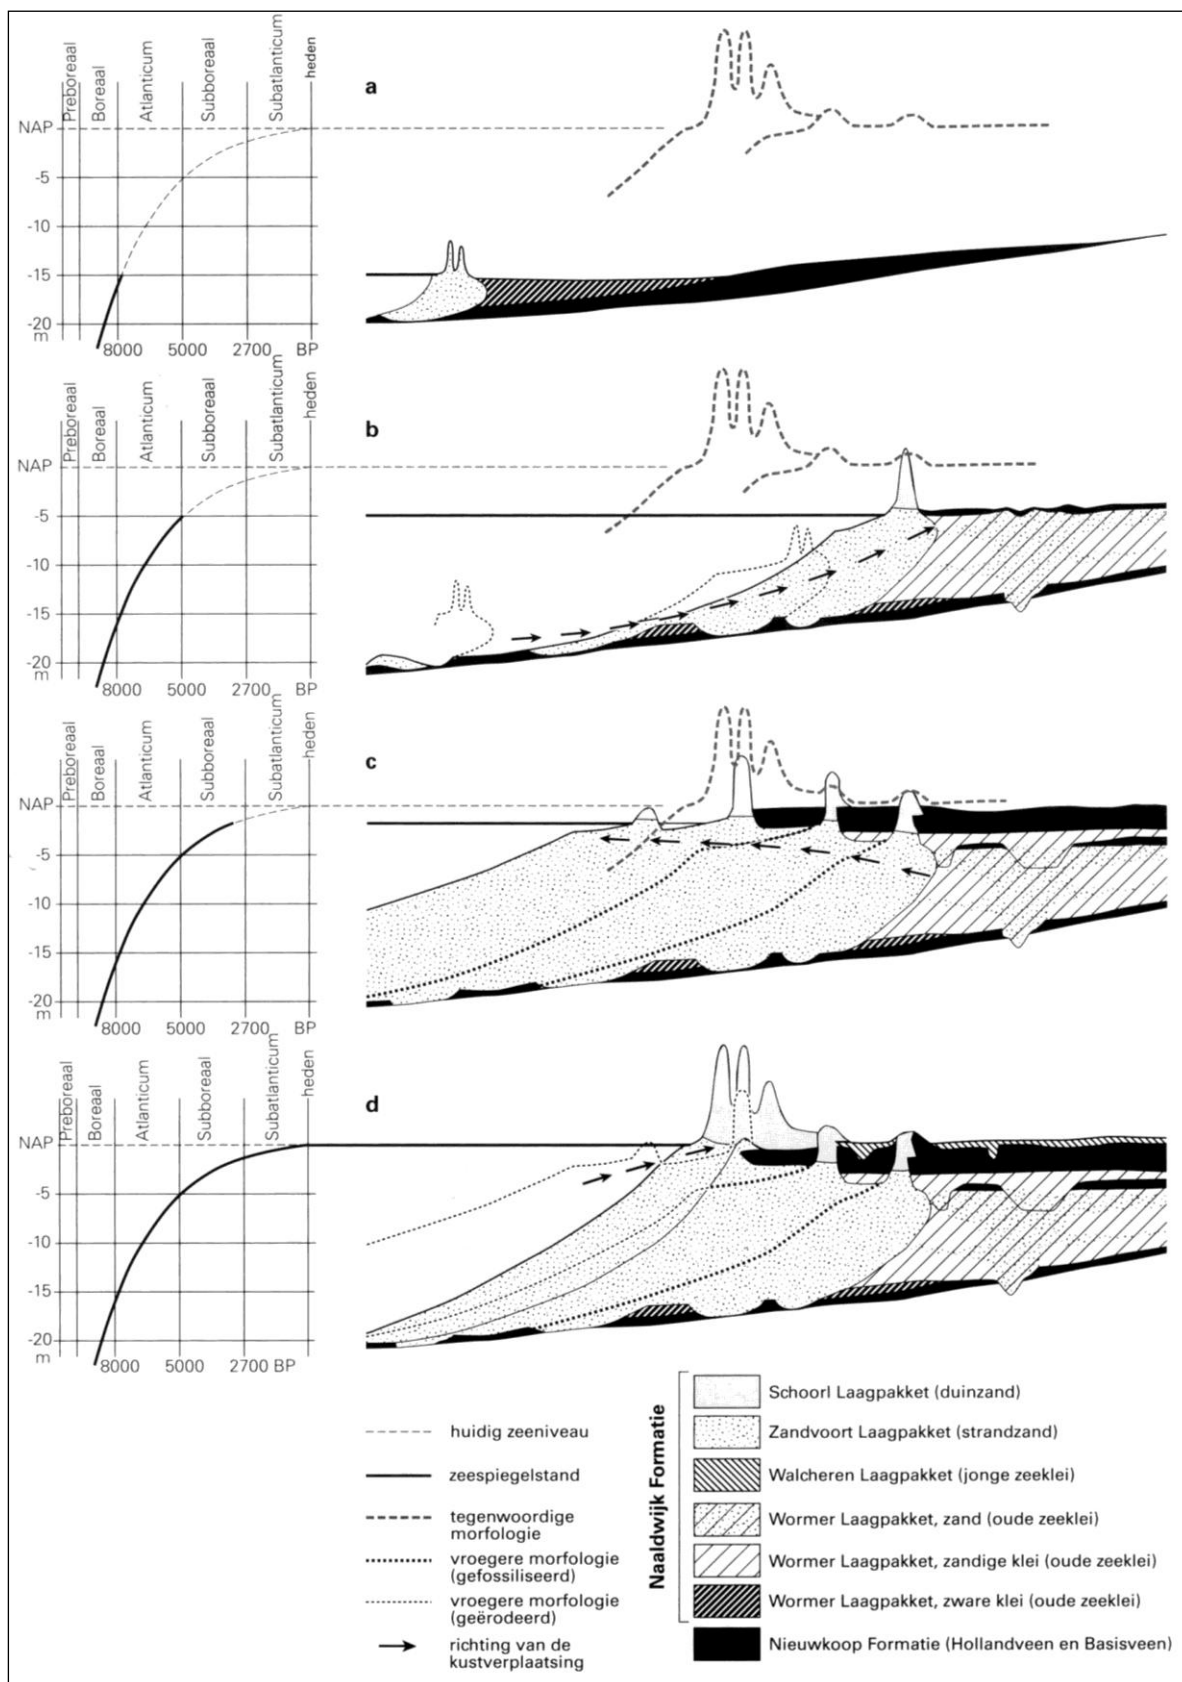 Preboreaal
Boreaal
Atlanticum
Subboreaal
Subatlanticum
heden
a
NAP
-5
-10
-15
-20
m
8000 5000 2700 BP
Preboreaal
Boreaal
Atlanticum
Subboreaal
Subatlanticum
heden
b
NAP
-5
-10
-15
-20
m
8000 5000 2700 BP
Preboreaal
Boreaal
Atlanticum
Subboreaal
Subatlanticum
heden
c
NAP
-5
-10
-15
-20
m
8000 5000 2700 BP
Preboreaal
Boreaal
Atlanticum
Subboreaal
Subatlanticum
heden
d
NAP
-5
-10
-15
-20
m
8000 5000 2700 BP
huidig zeeniveau
zeespiegelstand
tegenwoordige
morfologie
vroegere morfologie
(gefossiliseerd)
vroegere morfologie
(geërodeerd)
richting van de
kustverplaatsing
Naaldwijk Formatie
Schoorl Laagpakket (duinzand)
Zandvoort Laagpakket (strandzand)
Walcheren Laagpakket (jonge zeeklei)
Wormer Laagpakket, zand (oude zeeklei)
Wormer Laagpakket, zandige klei (oude zeeklei)
Wormer Laagpakket, zware klei (oude zeeklei)
Nieuwkoop Formatie (Hollandveen en Basisveen)